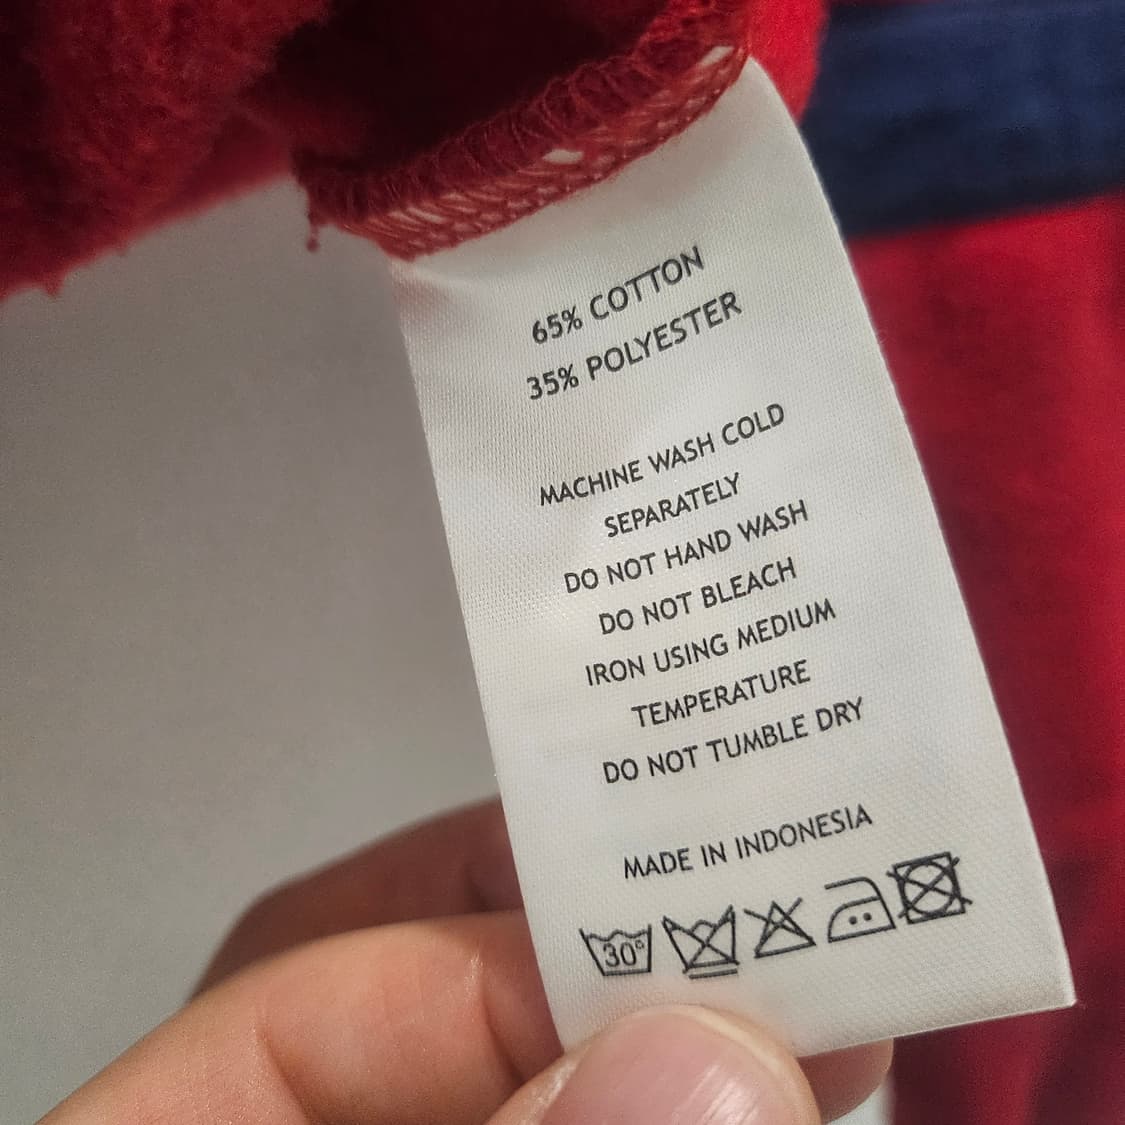 65% COTTON
35% POLYESTER
MACHINE WASH COLD
SEPARATELY
DO NOT HAND WASH
DO NOT BLEACH
IRON USING MEDIUM
TEMPERATURE
DO NOT TUMBLE DRY
MADE IN INDONESIA
30°